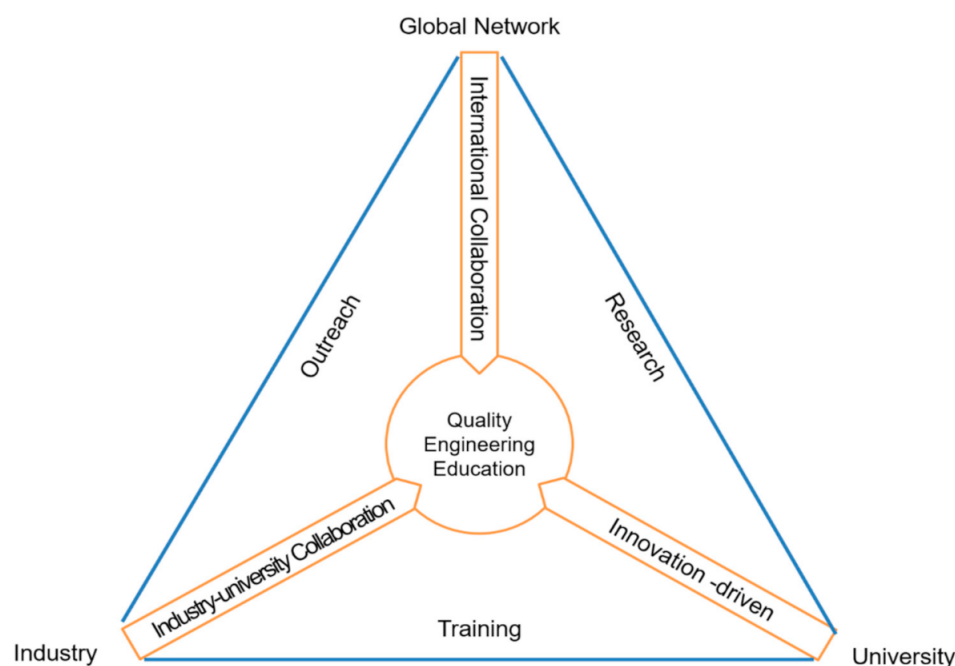 Global Network
International Collaboration
Outreach
Research
Quality
Engineering
Education
Industry-university Collaboration
Innovation -driven
Training
Industry
University